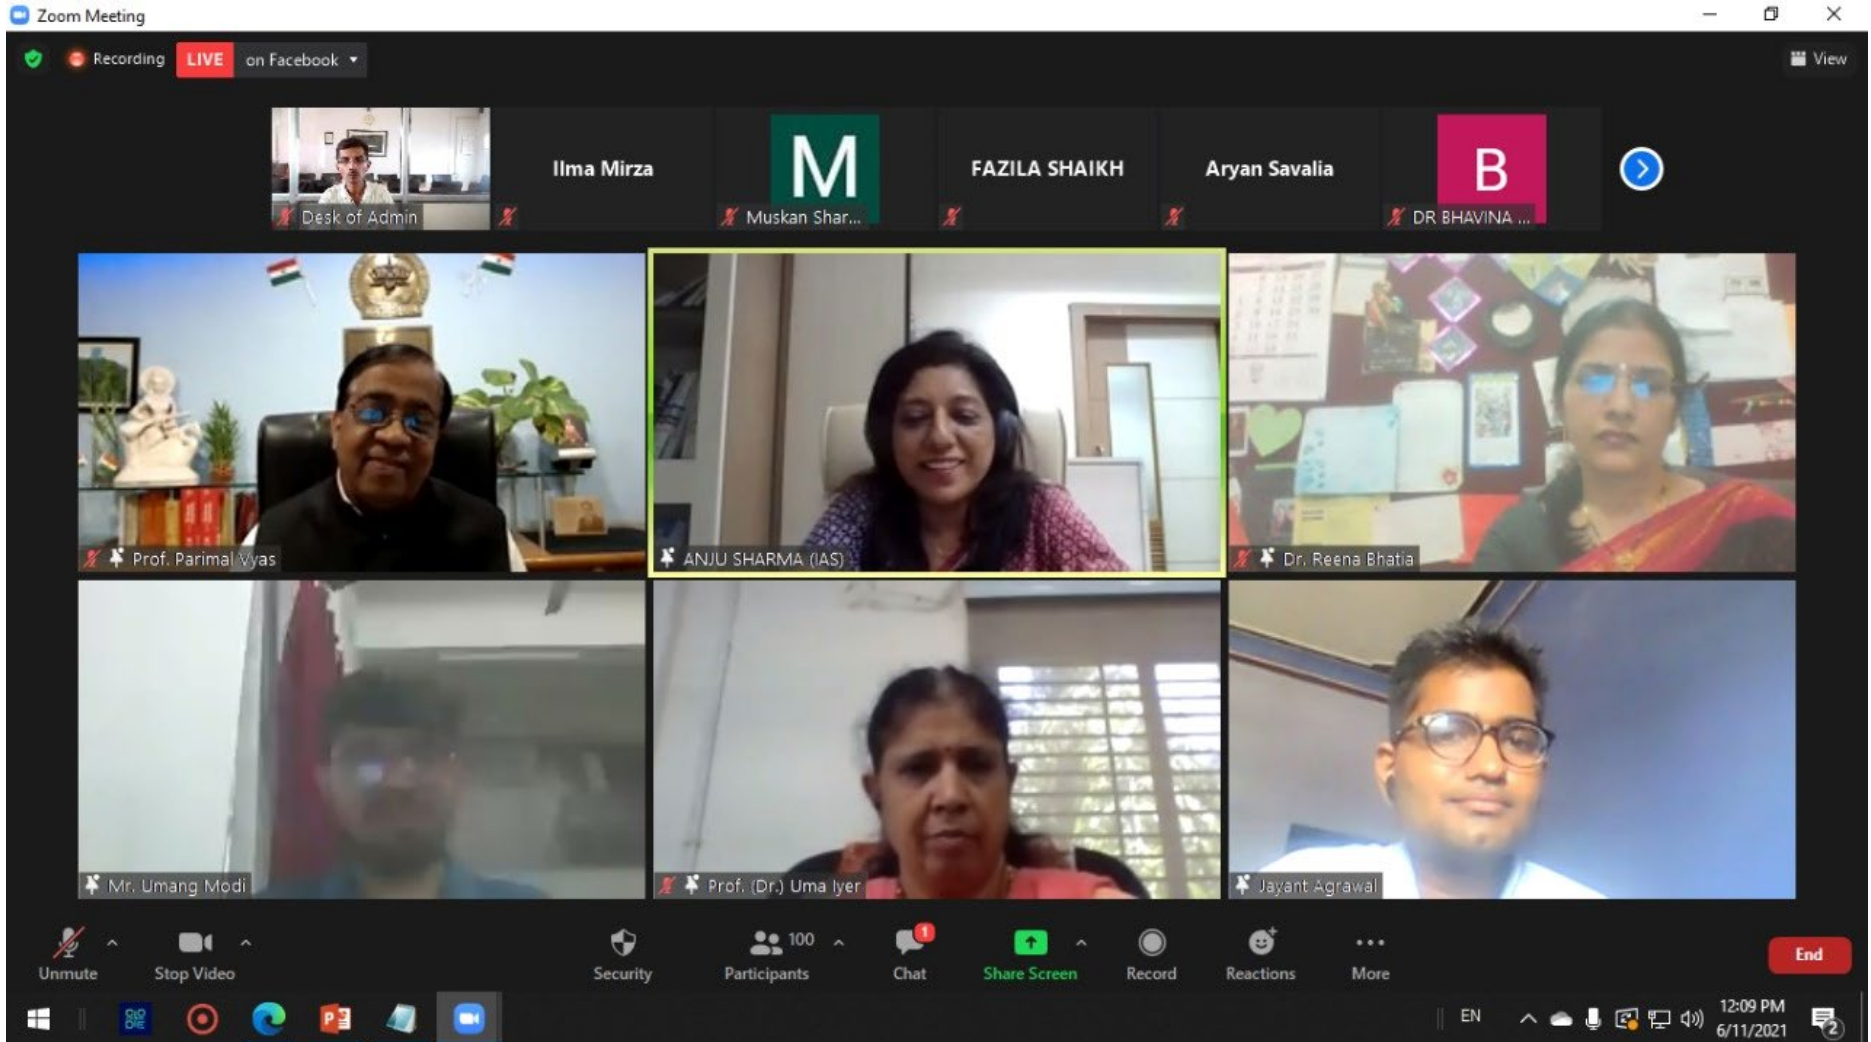 Zoom Meeting
Recording
LIVE
on Facebook
View
Desk of Admin
Ilma Mirza
M
Muskan Shar...
FAZILA SHAIKH
Aryan Savalia
B
DR BHAVINA ...
Prof. Parimal Vyas
ANJU SHARMA (IAS)
Dr. Reena Bhatia
Mr. Umang Modi
Prof. (Dr.) Uma Iyer
Jayant Agrawal
Unmute
Stop Video
Security
100
Participants
1
Chat
Share Screen
Record
Reactions
More
End
EN
12:09 PM
6/11/2021
2